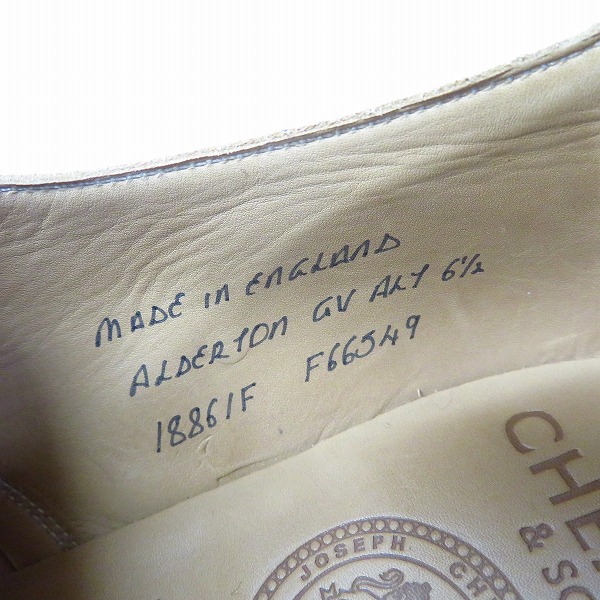 MADE IN ENGLAND
ALDERTON GV ALY 6½
18861F F66549
CHE
& SO
JOSEPH CH